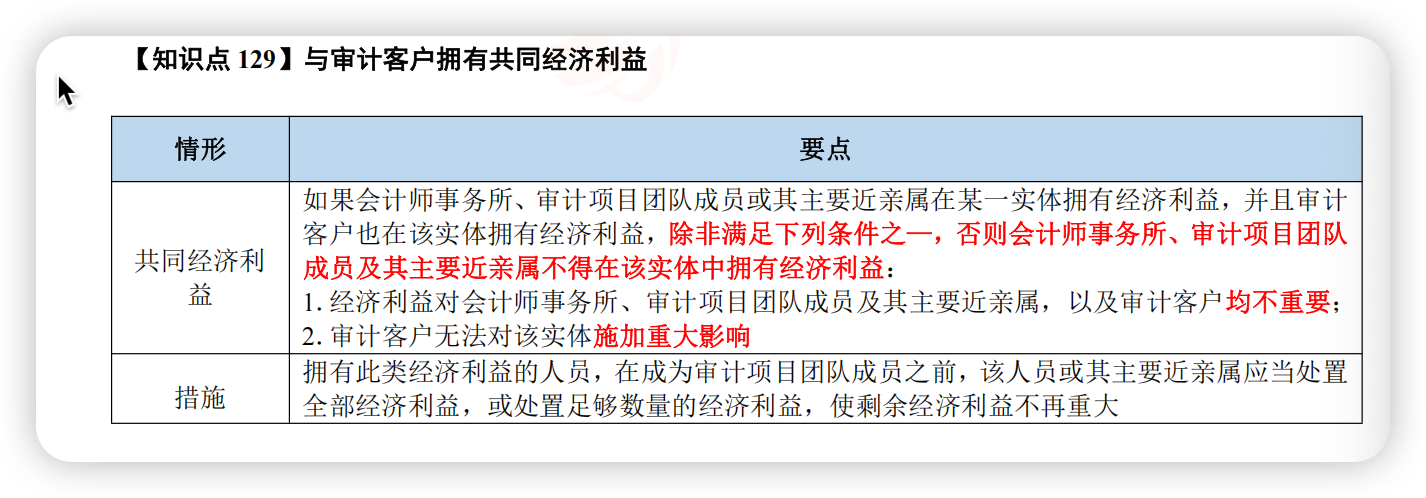 【知识点 129】与审计客户拥有共同经济利益
情形
要点
共同经济利
益
如果会计师事务所、审计项目团队成员或其主要近亲属在某一实体拥有经济利益，并且审计
客户也在该实体拥有经济利益，除非满足下列条件之一，否则会计师事务所、审计项目团队
成员及其主要近亲属不得在该实体中拥有经济利益：
1. 经济利益对会计师事务所、审计项目团队成员及其主要近亲属，以及审计客户均不重要；
2. 审计客户无法对该实体施加重大影响
措施
拥有此类经济利益的人员，在成为审计项目团队成员之前，该人员或其主要近亲属应当处置
全部经济利益，或处置足够数量的经济利益，使剩余经济利益不再重大